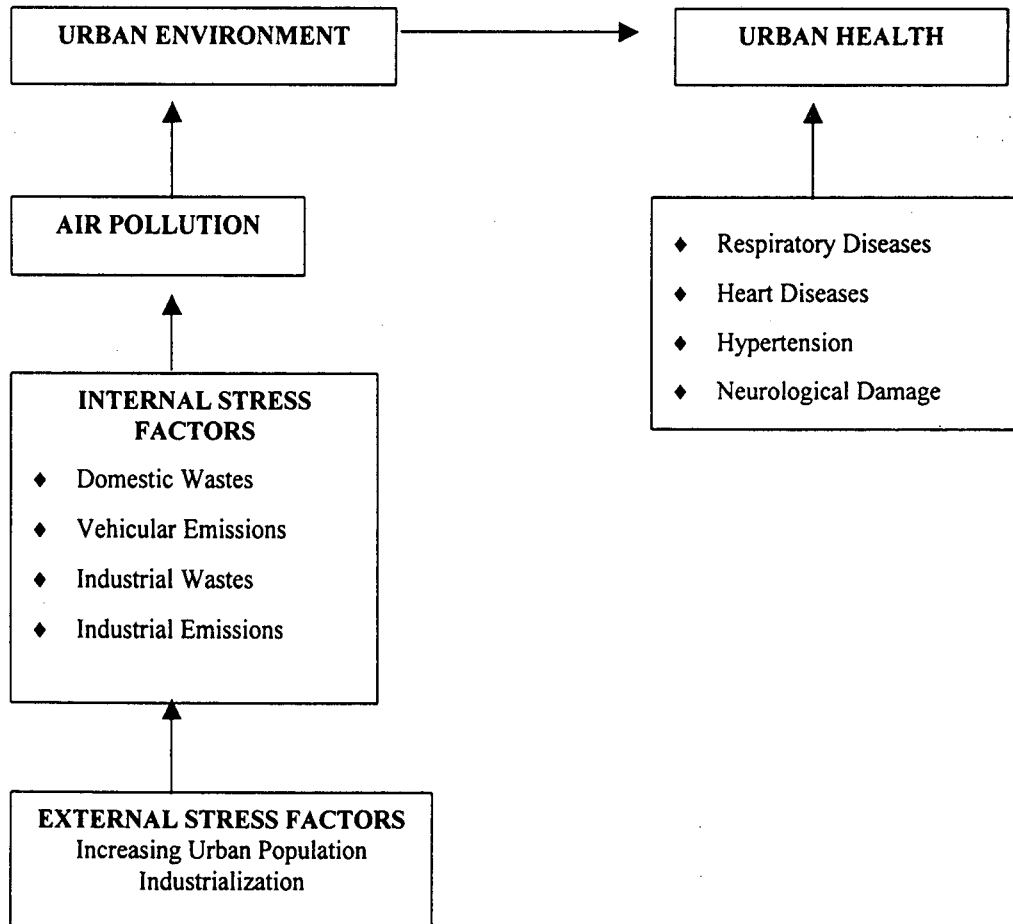 URBAN ENVIRONMENT
URBAN HEALTH
AIR POLLUTION
♦ Respiratory Diseases
♦ Heart Diseases
♦ Hypertension
♦ Neurological Damage
INTERNAL STRESS
FACTORS
♦ Domestic Wastes
♦ Vehicular Emissions
♦ Industrial Wastes
♦ Industrial Emissions
EXTERNAL STRESS FACTORS
Increasing Urban Population
Industrialization